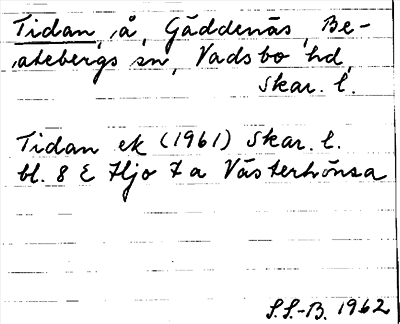 Tidan, å, Gäddenäs, Be-
atebergs sn, Vadsbo hd,
Skar. l.
Tidan ek (1961) Skar. l.
bl. 8 E Hjo 7 a Västerhönsa
S.S.-B. 1962